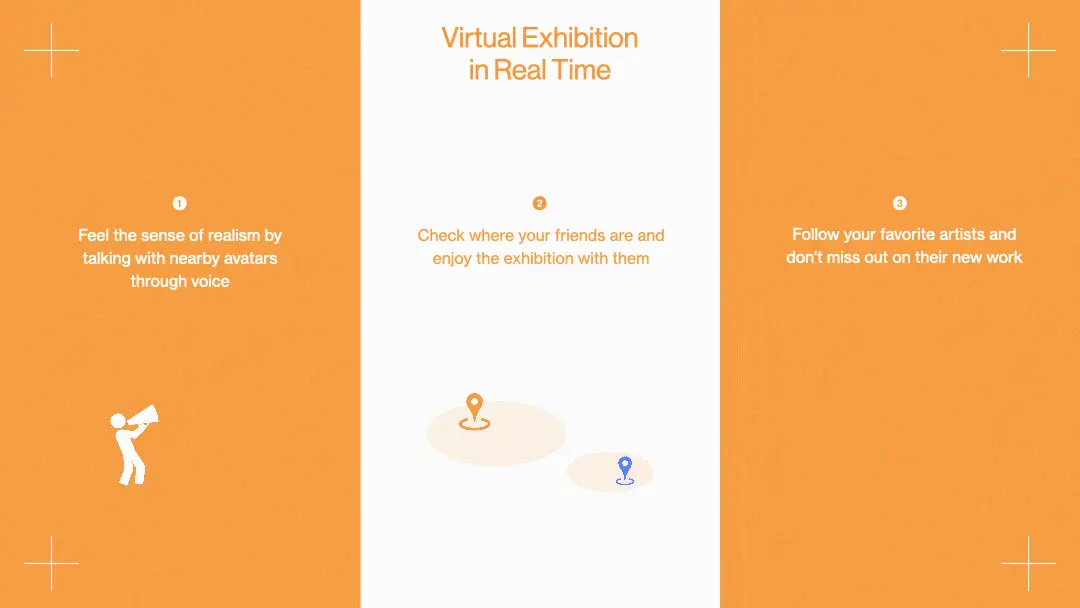 Virtual Exhibition
in Real Time
1
Feel the sense of realism by
talking with nearby avatars
through voice
2
Check where your friends are and
enjoy the exhibition with them
3
Follow your favorite artists and
don't miss out on their new work